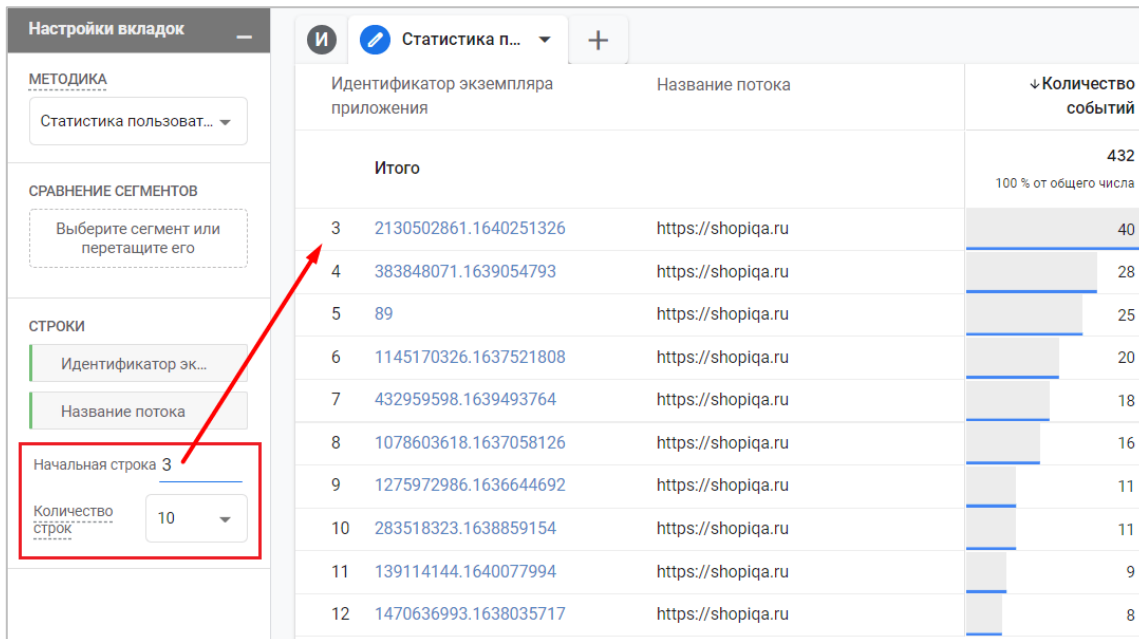 Настройки вкладок
МЕТОДИКА
Статистика пользоват...
СРАВНЕНИЕ СЕГМЕНТОВ
Выберите сегмент или
перетащите его
СТРОКИ
Идентификатор эк...
Название потока
Начальная строка 3
Количество
строк
10
И
Статистика п...
Идентификатор экземпляра
приложения
Название потока
↓Количество
событий
Итого
432
100 % от общего числа
3 2130502861.1640251326 https://shopiqa.ru 40
4 383848071.1639054793 https://shopiqa.ru 28
5 89 https://shopiqa.ru 25
6 1145170326.1637521808 https://shopiqa.ru 20
7 432959598.1639493764 https://shopiqa.ru 18
8 1078603618.1637058126 https://shopiqa.ru 16
9 1275972986.1636644692 https://shopiqa.ru 11
10 283518323.1638859154 https://shopiqa.ru 11
11 139114144.1640077994 https://shopiqa.ru 9
12 1470636993.1638035717 https://shopiqa.ru 8